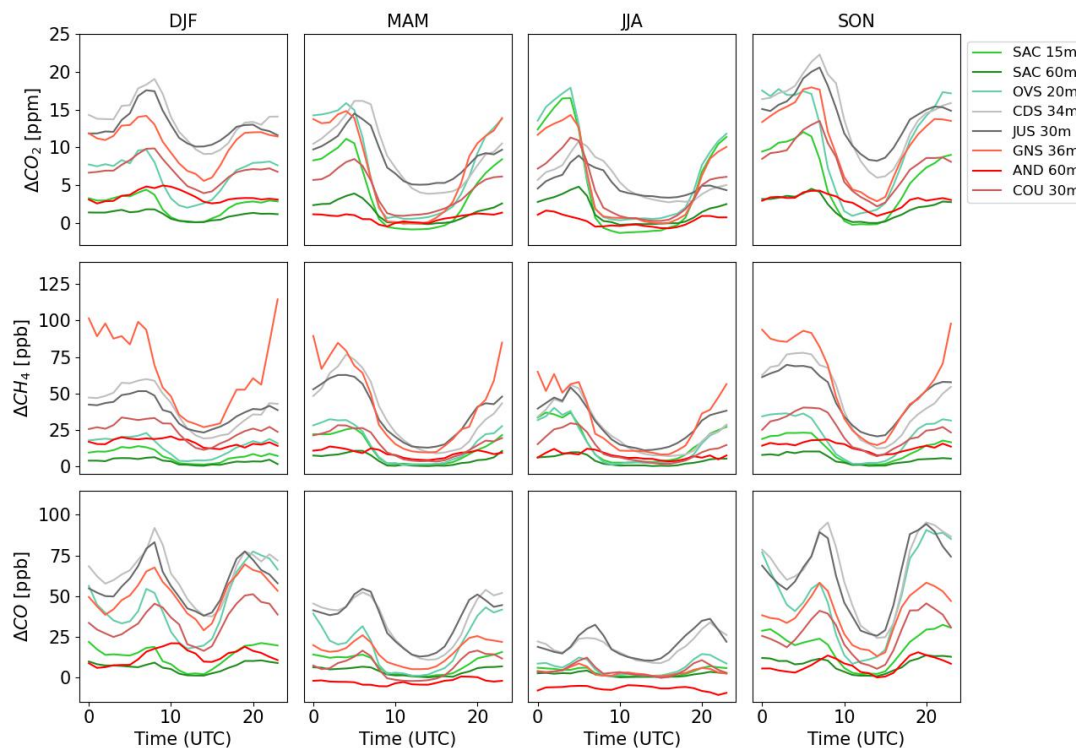 DJF MAM JJA SON
25
20
15
10
5
0
ΔCO₂ [ppm]
SAC 15m
SAC 60m
OVS 20m
CDS 34m
JUS 30m
GNS 36m
AND 60m
COU 30m
125
100
75
50
25
0
ΔCH₄ [ppb]
100
75
50
25
0
ΔCO [ppb]
0 10 20 0 10 20 0 10 20 0 10 20
Time (UTC) Time (UTC) Time (UTC) Time (UTC)